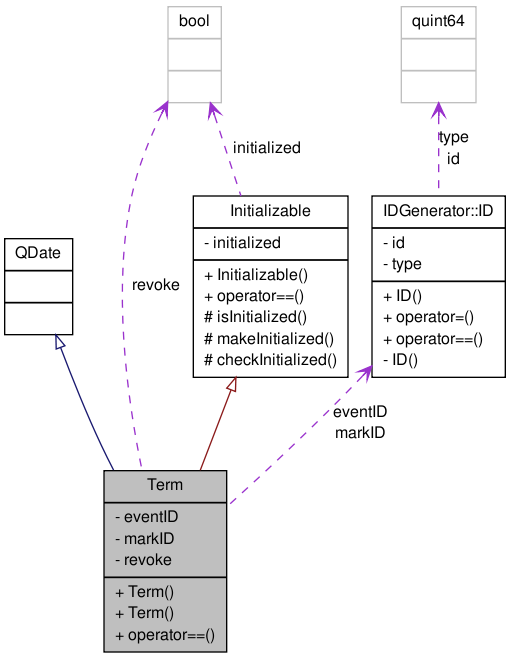 bool
quint64
initialized
type
id
Initializable
- initialized
+ Initializable()
+ operator==()
# isInitialized()
# makeInitialized()
# checkInitialized()
IDGenerator::ID
- id
- type
+ ID()
+ operator=()
+ operator==()
- ID()
QDate
revoke
eventID
markID
Term
- eventID
- markID
- revoke
+ Term()
+ Term()
+ operator==()